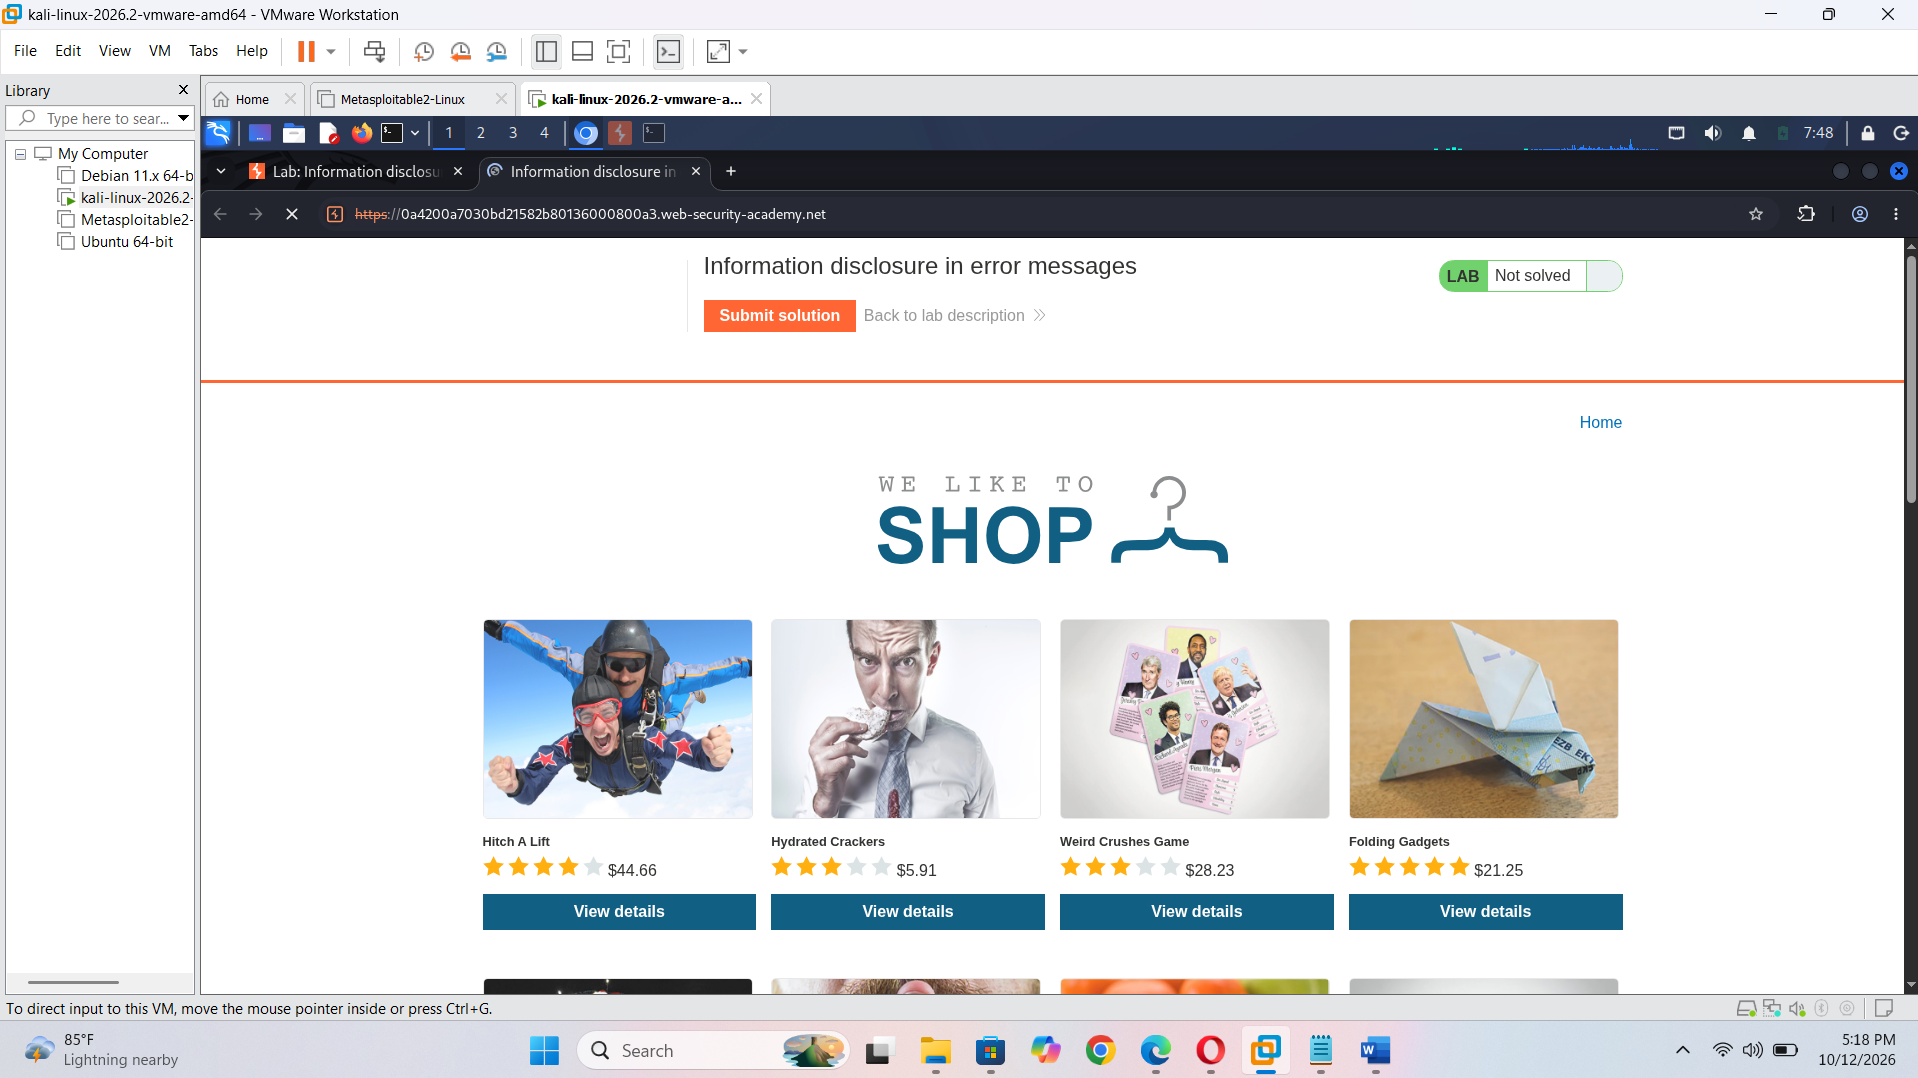 kali-linux-2026.2-vmware-amd64 - VMware Workstation
File Edit View VM Tabs Help
Library
Type here to sear...
My Computer
Debian 11.x 64-b
kali-linux-2026.2-
Metasploitable2-
Ubuntu 64-bit
Home
Metasploitable2-Linux
kali-linux-2026.2-vmware-a...
1 2 3 4
7:48
Lab: Information disclosu
Information disclosure in
https://0a4200a7030bd21582b80136000800a3.web-security-academy.net
Information disclosure in error messages
Submit solution
Back to lab description
LAB Not solved
Home
WE LIKE TO
SHOP
Hitch A Lift
$44.66
View details
Hydrated Crackers
$5.91
View details
Weird Crushes Game
$28.23
View details
Folding Gadgets
$21.25
View details
To direct input to this VM, move the mouse pointer inside or press Ctrl+G.
85°F
Lightning nearby
Search
5:18 PM
10/12/2026